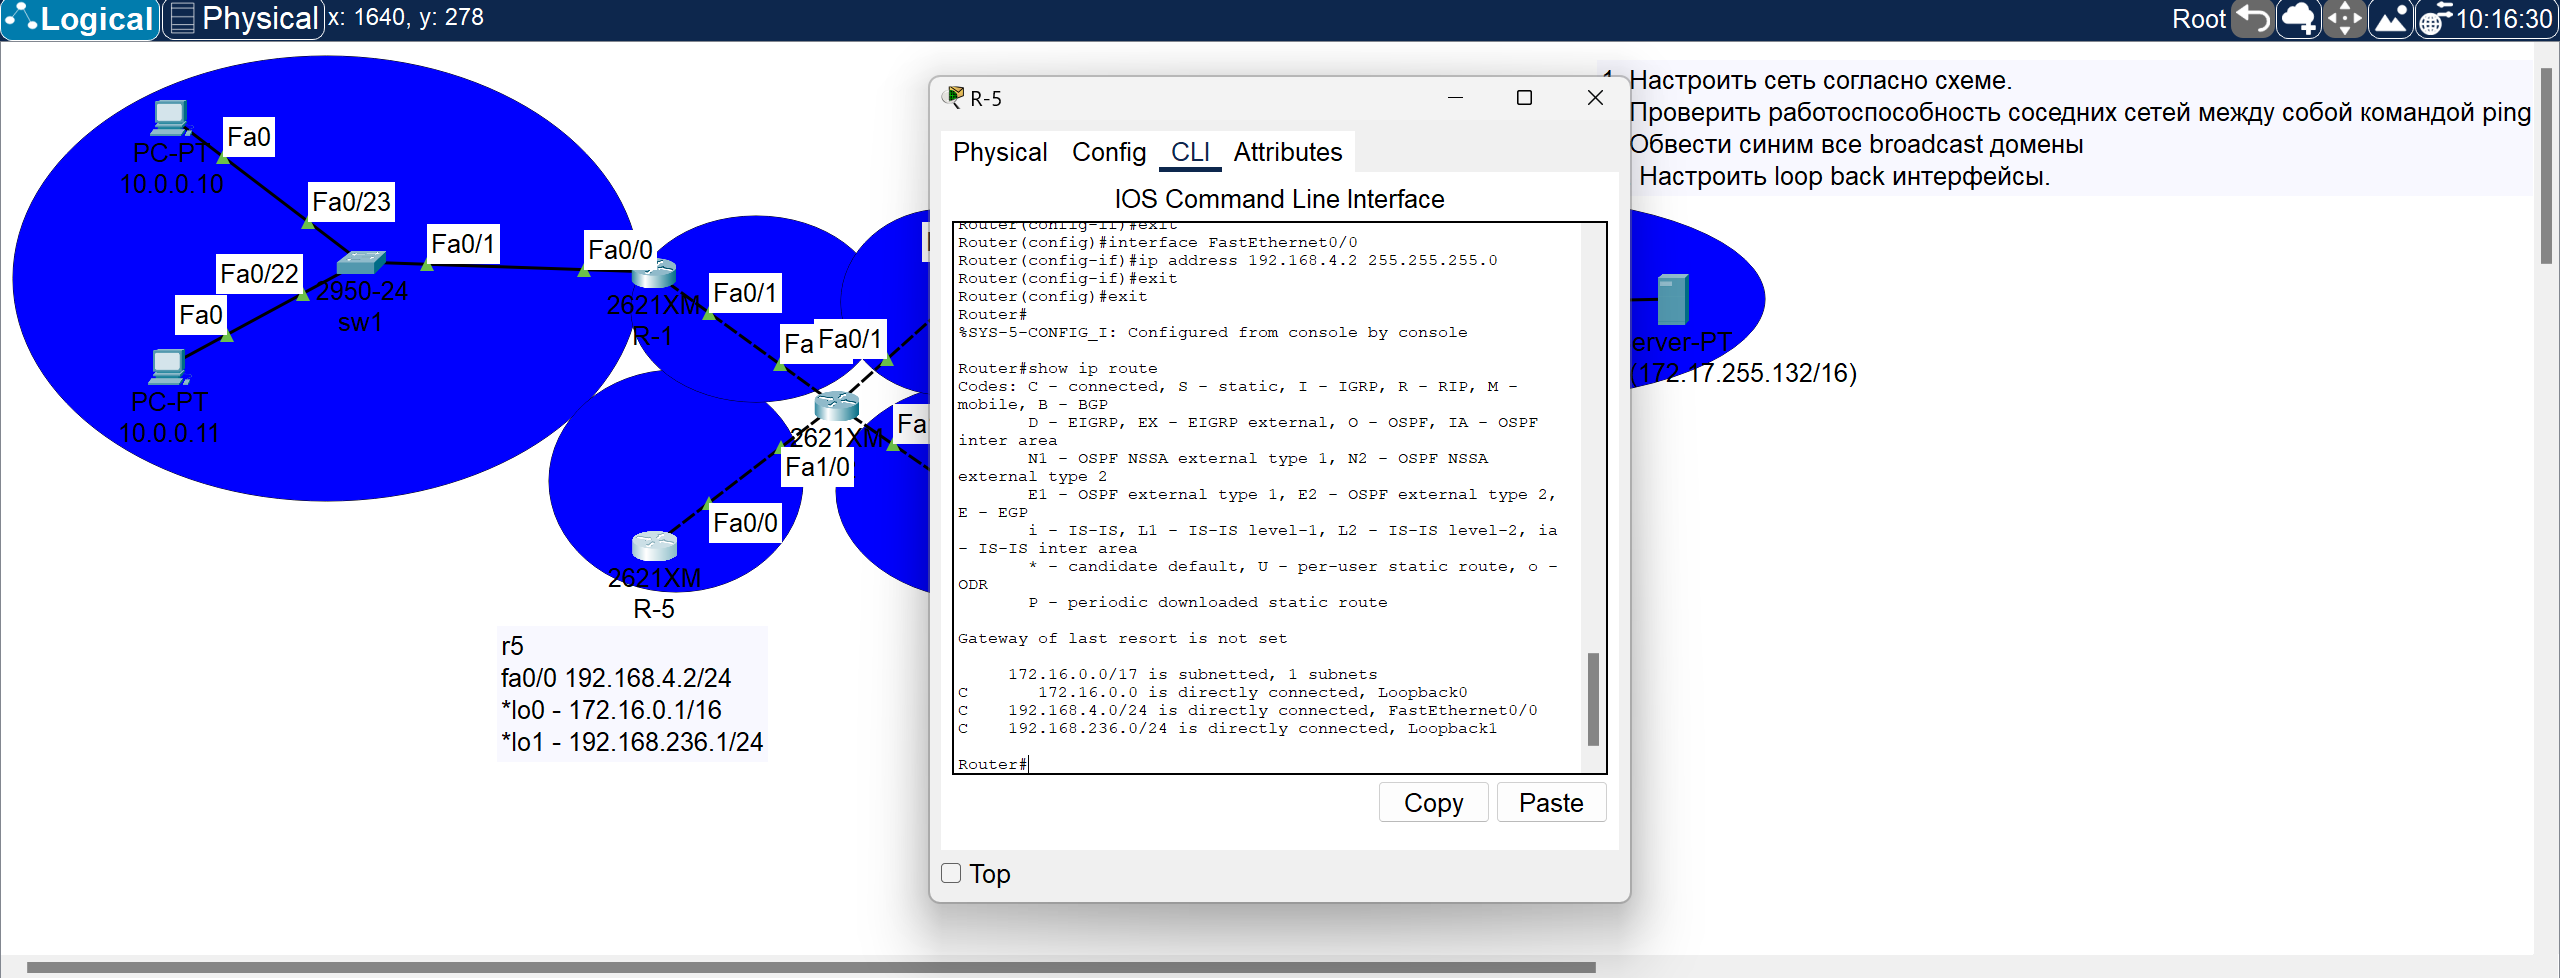 Logical Physical x: 1640, y: 278
Root 10:16:30
Настроить сеть согласно схеме.
Проверить работоспособность соседних сетей между собой командой ping
Обвести синим все broadcast домены
Настроить loop back интерфейсы.
Fa0
PC-PT
10.0.0.10
Fa0/23
Fa0/1
Fa0/0
Fa0/22
2950-24
sw1
Fa0
PC-PT
10.0.0.11
2621XM
R-1
Fa0/1
Fa
Fa0/1
2621XM
Fa
Fa1/0
Fa0/0
2621XM
R-5
r5
fa0/0 192.168.4.2/24
*lo0 - 172.16.0.1/16
*lo1 - 192.168.236.1/24
erver-PT
(172.17.255.132/16)
R-5
Physical Config CLI Attributes
IOS Command Line Interface
Router(config-if)#exit
Router(config)#interface FastEthernet0/0
Router(config-if)#ip address 192.168.4.2 255.255.255.0
Router(config-if)#exit
Router(config)#exit
Router#
%SYS-5-CONFIG_I: Configured from console by console
Router#show ip route
Codes: C - connected, S - static, I - IGRP, R - RIP, M -
mobile, B - BGP
D - EIGRP, EX - EIGRP external, O - OSPF, IA - OSPF
inter area
N1 - OSPF NSSA external type 1, N2 - OSPF NSSA
external type 2
E1 - OSPF external type 1, E2 - OSPF external type 2,
E - EGP
i - IS-IS, L1 - IS-IS level-1, L2 - IS-IS level-2, ia
- IS-IS inter area
* - candidate default, U - per-user static route, o -
ODR
P - periodic downloaded static route
Gateway of last resort is not set
172.16.0.0/17 is subnetted, 1 subnets
C 172.16.0.0 is directly connected, Loopback0
C 192.168.4.0/24 is directly connected, FastEthernet0/0
C 192.168.236.0/24 is directly connected, Loopback1
Router#
Copy Paste
Top